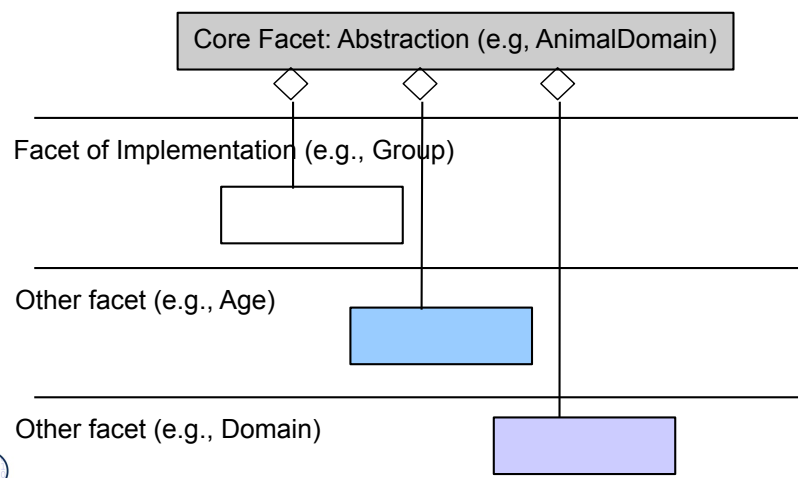 Core Facet: Abstraction (e.g, AnimalDomain)
Facet of Implementation (e.g., Group)
Other facet (e.g., Age)
Other facet (e.g., Domain)